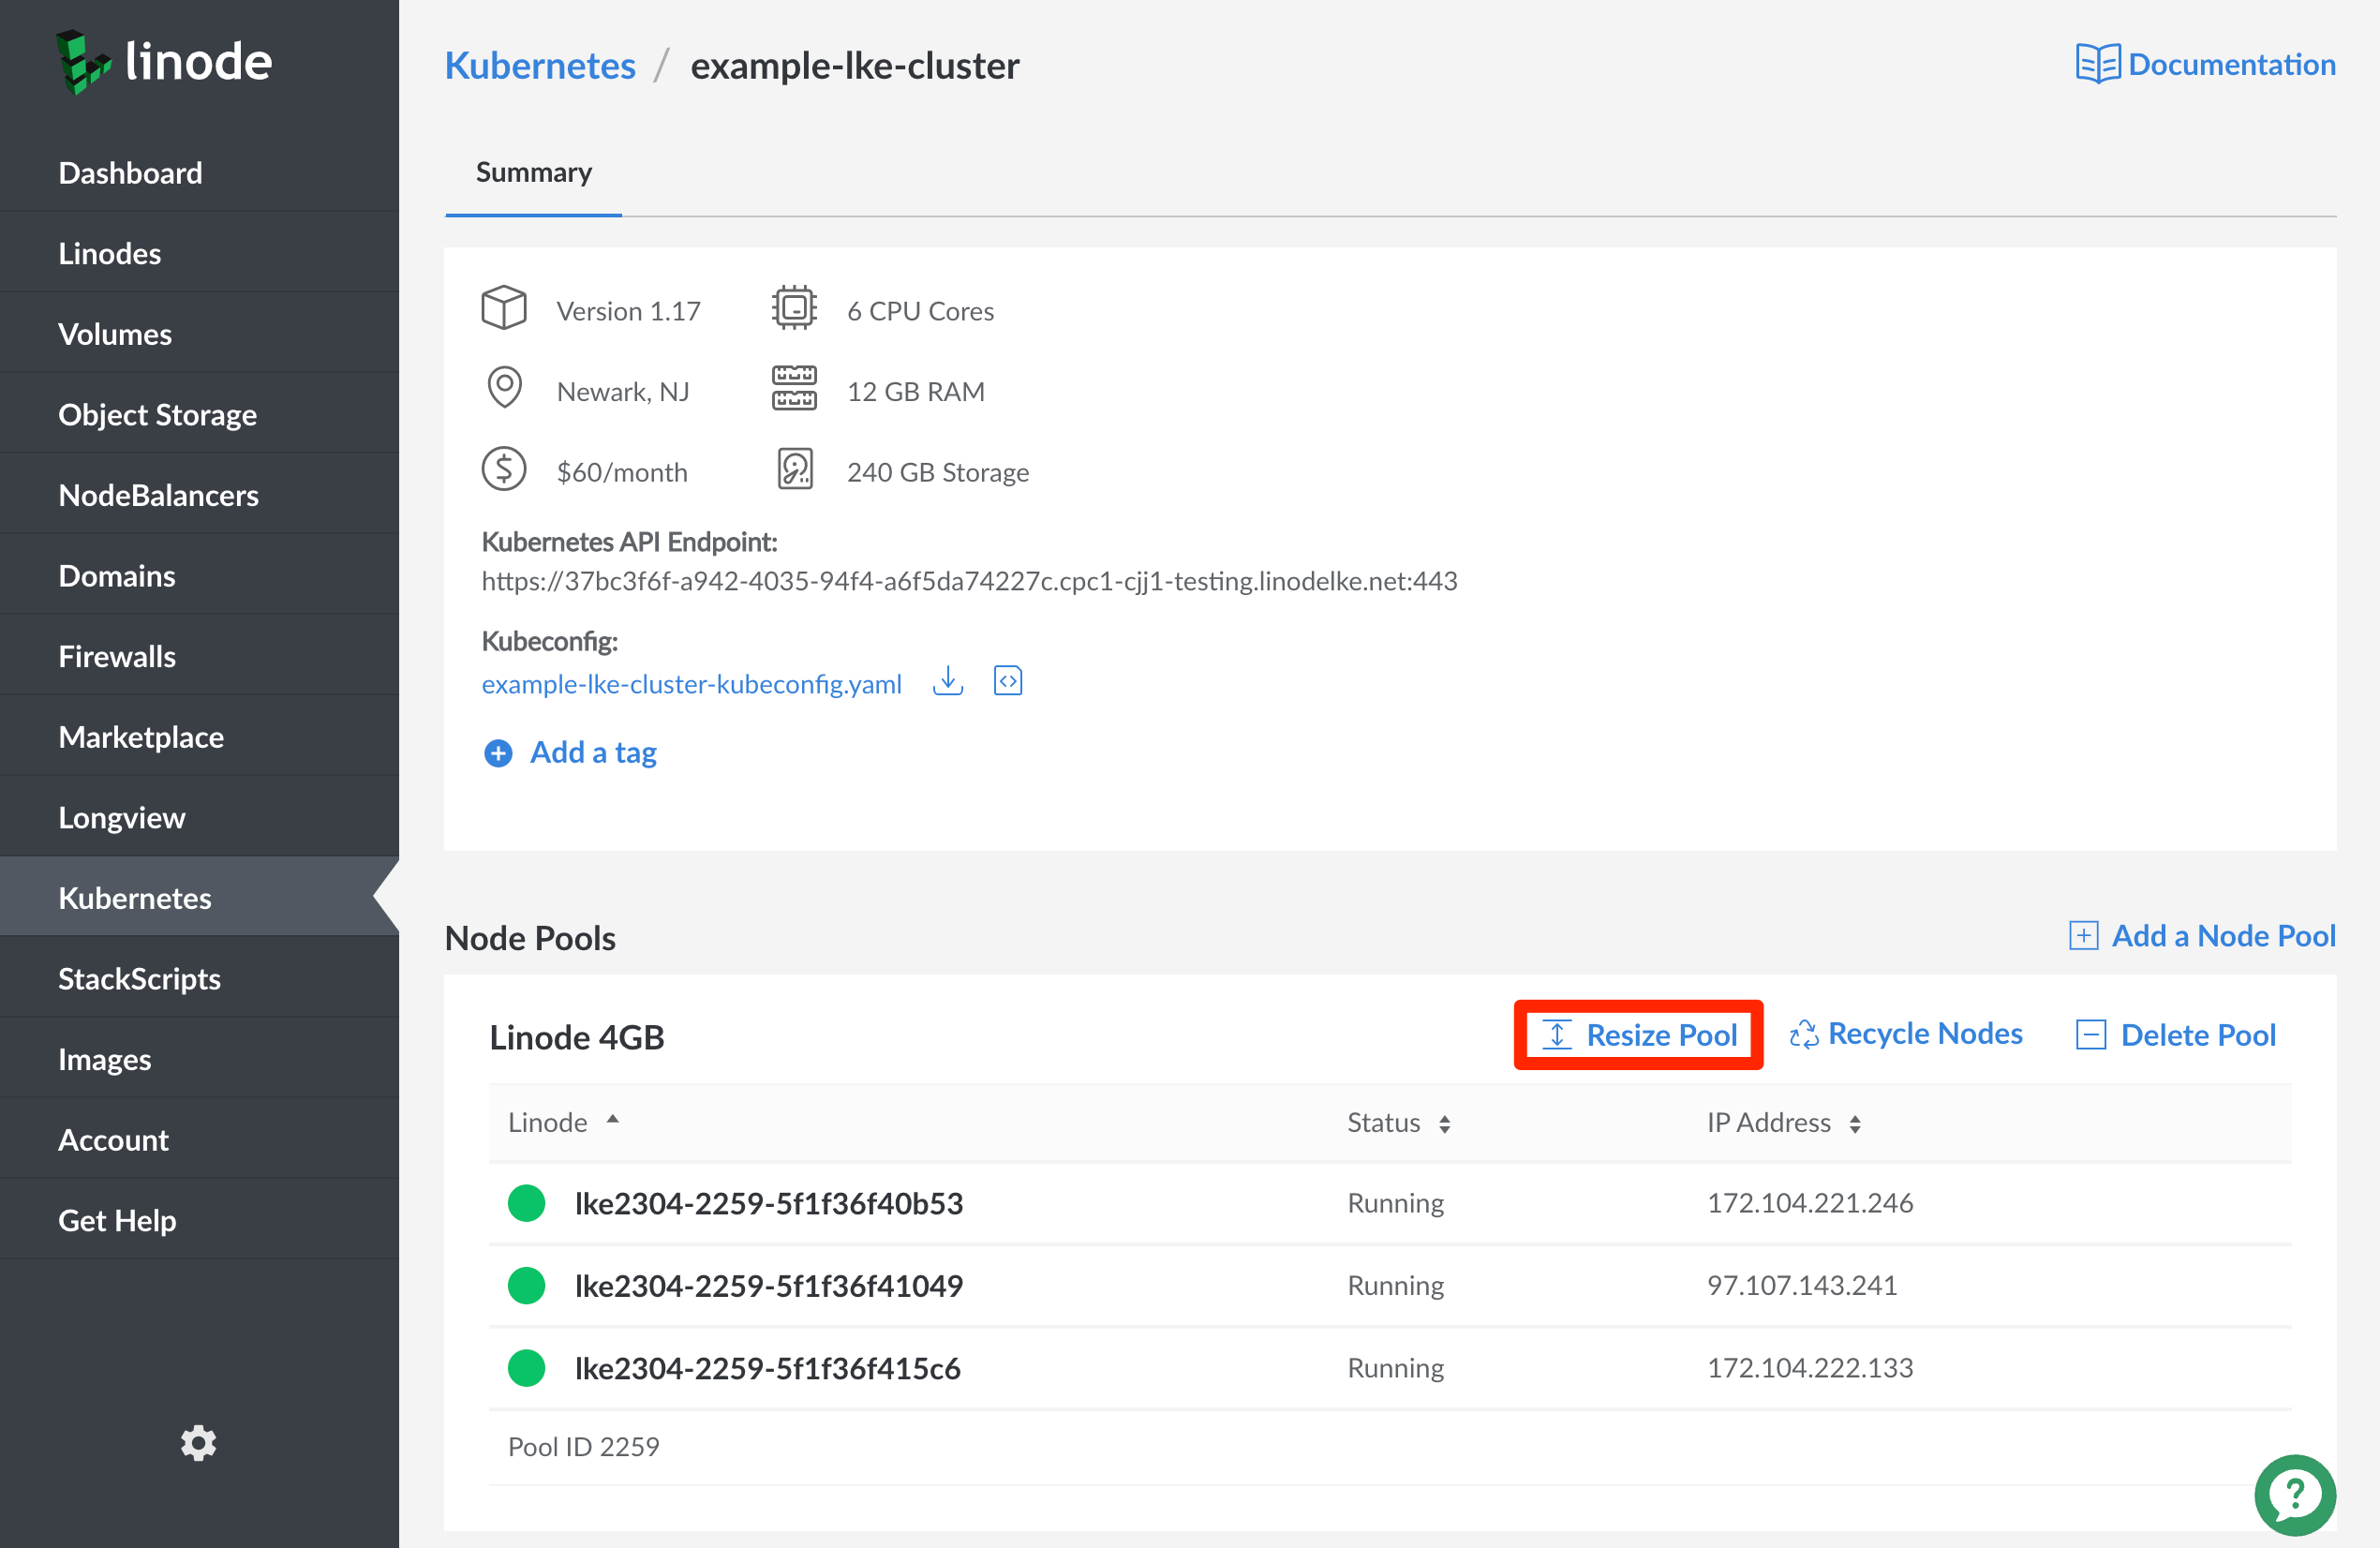 linode
Dashboard
Linodes
Volumes
Object Storage
NodeBalancers
Domains
Firewalls
Marketplace
Longview
Kubernetes
StackScripts
Images
Account
Get Help
Kubernetes / example-lke-cluster
Documentation
Summary
Version 1.17
6 CPU Cores
Newark, NJ
12 GB RAM
$60/month
240 GB Storage
Kubernetes API Endpoint:
https://37bc3f6f-a942-4035-94f4-a6f5da74227c.cpc1-cjj1-testing.linodelke.net:443
Kubeconfig:
example-lke-cluster-kubeconfig.yaml
Add a tag
Node Pools
Add a Node Pool
Linode 4GB
Resize Pool
Recycle Nodes
Delete Pool
Linode Status IP Address
lke2304-2259-5f1f36f40b53 Running 172.104.221.246
lke2304-2259-5f1f36f41049 Running 97.107.143.241
lke2304-2259-5f1f36f415c6 Running 172.104.222.133
Pool ID 2259